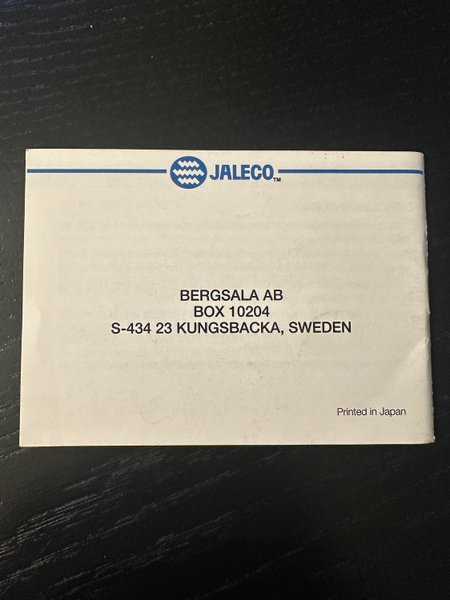 JALECO™
BERGSALA AB
BOX 10204
S-434 23 KUNGSBACKA, SWEDEN
Printed in Japan